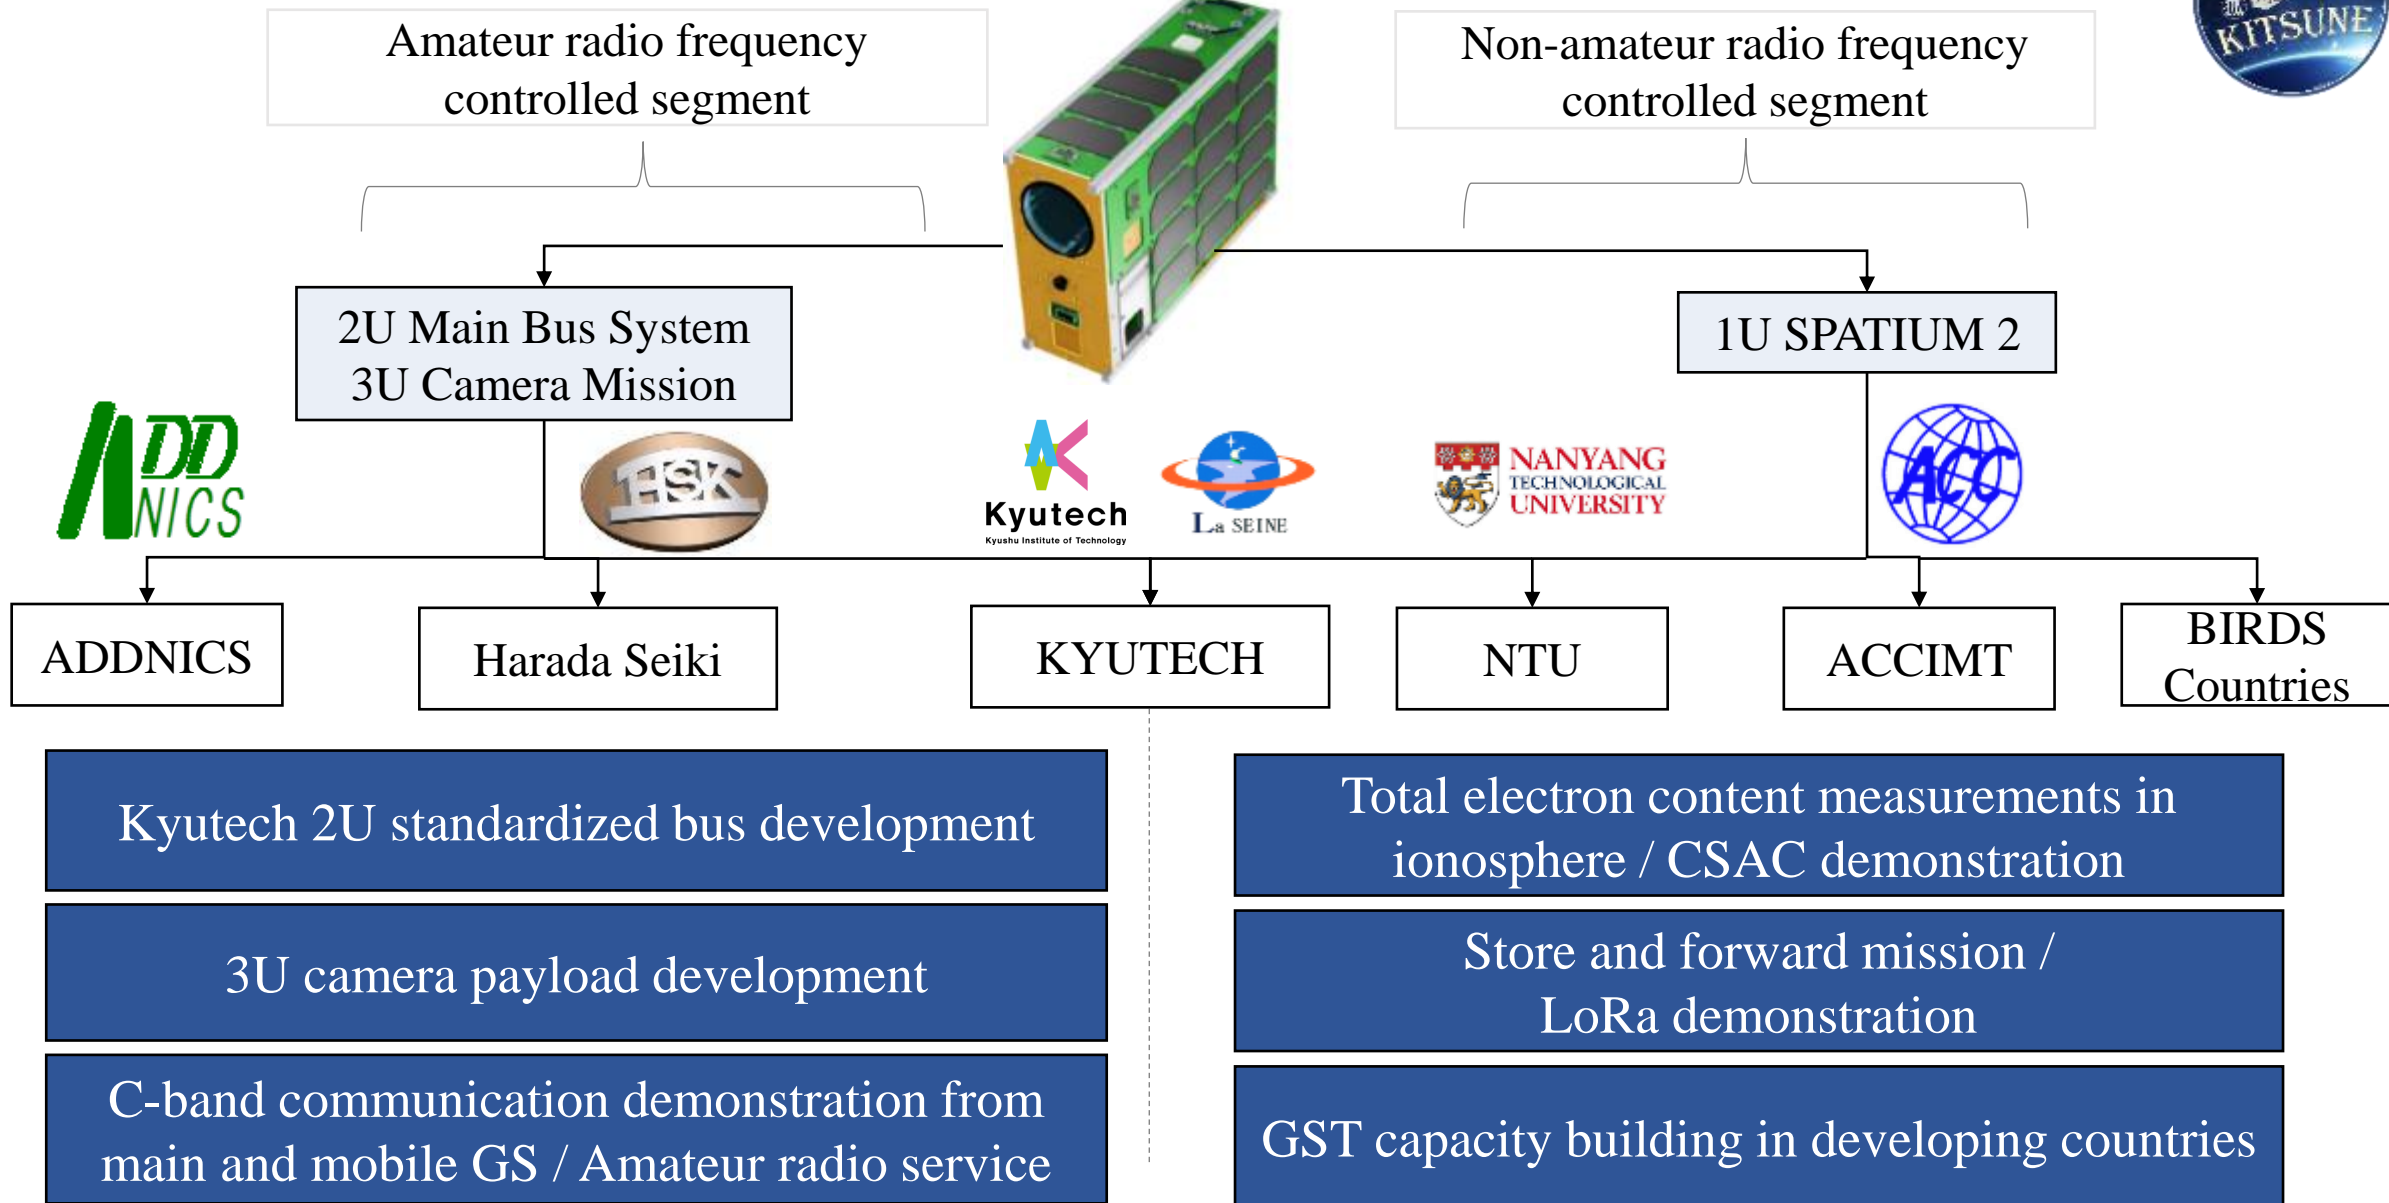 Amateur radio frequency
controlled segment
Non-amateur radio frequency
controlled segment
KITSUNE
2U Main Bus System
3U Camera Mission
1U SPATIUM 2
ADD
NICS
HSK
Kyutech
Kyushu Institute of Technology
La SEINE
NANYANG
TECHNOLOGICAL
UNIVERSITY
ACC
ADDNICS
Harada Seiki
KYUTECH
NTU
ACCIMT
BIRDS
Countries
Kyutech 2U standardized bus development
3U camera payload development
C-band communication demonstration from
main and mobile GS / Amateur radio service
Total electron content measurements in
ionosphere / CSAC demonstration
Store and forward mission /
LoRa demonstration
GST capacity building in developing countries